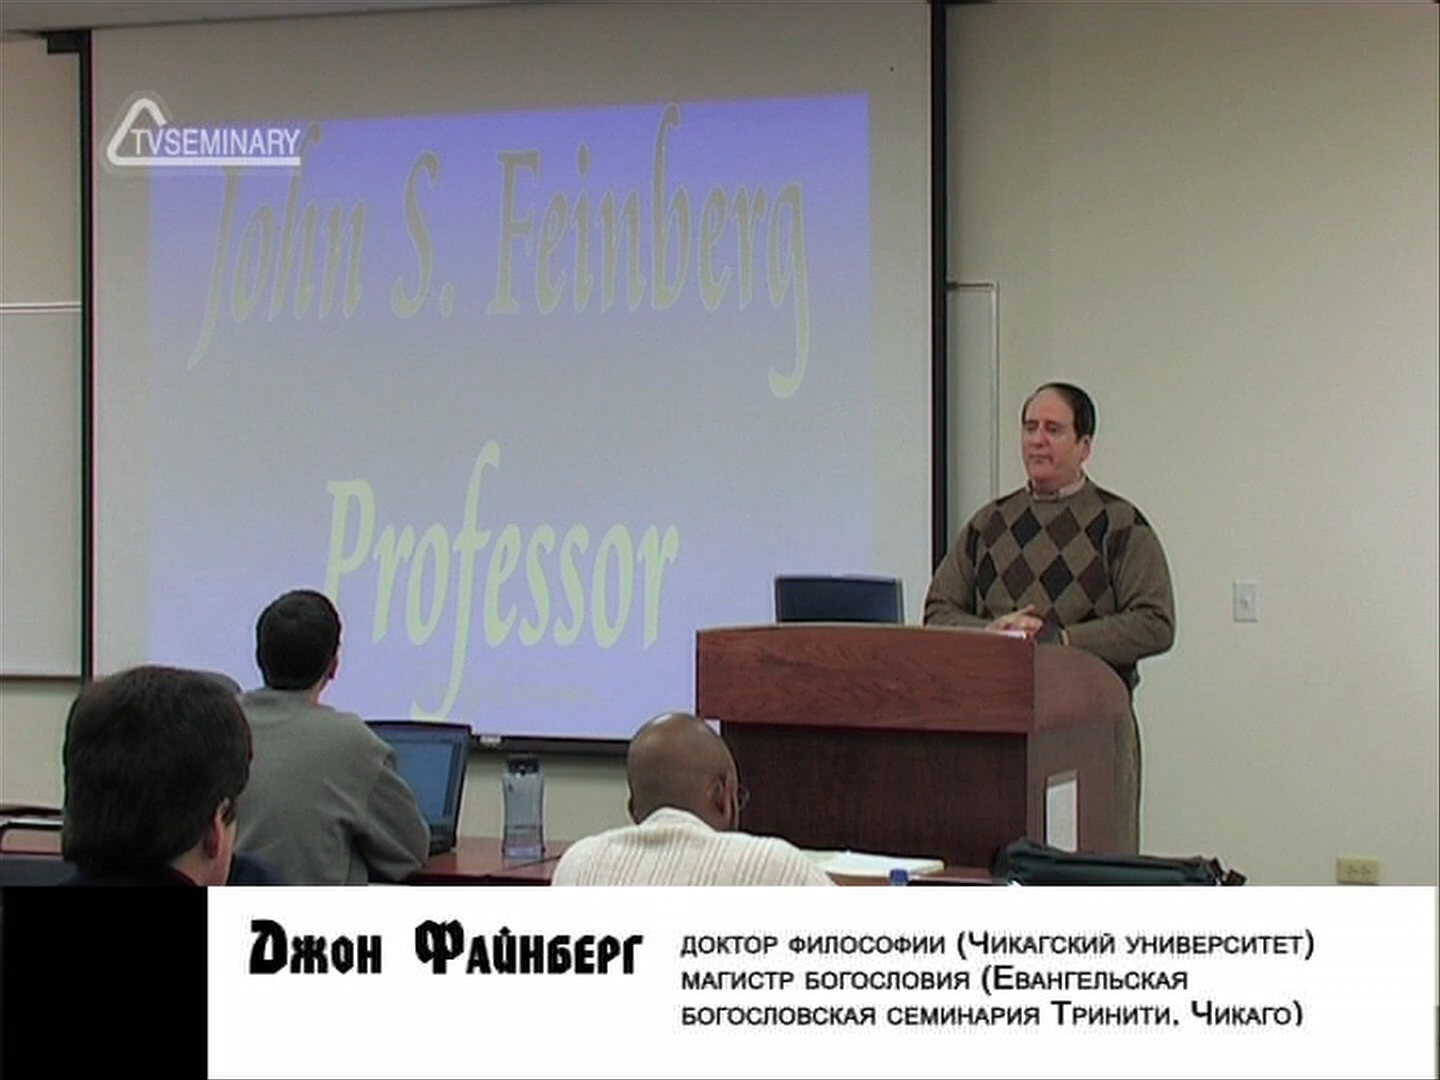 TVSEMINARY
John S. Feinberg
Professor
Джон Файнберг
доктор философии (Чикагский университет)
магистр богословия (Евангельская
богословская семинария Тринити. Чикаго)